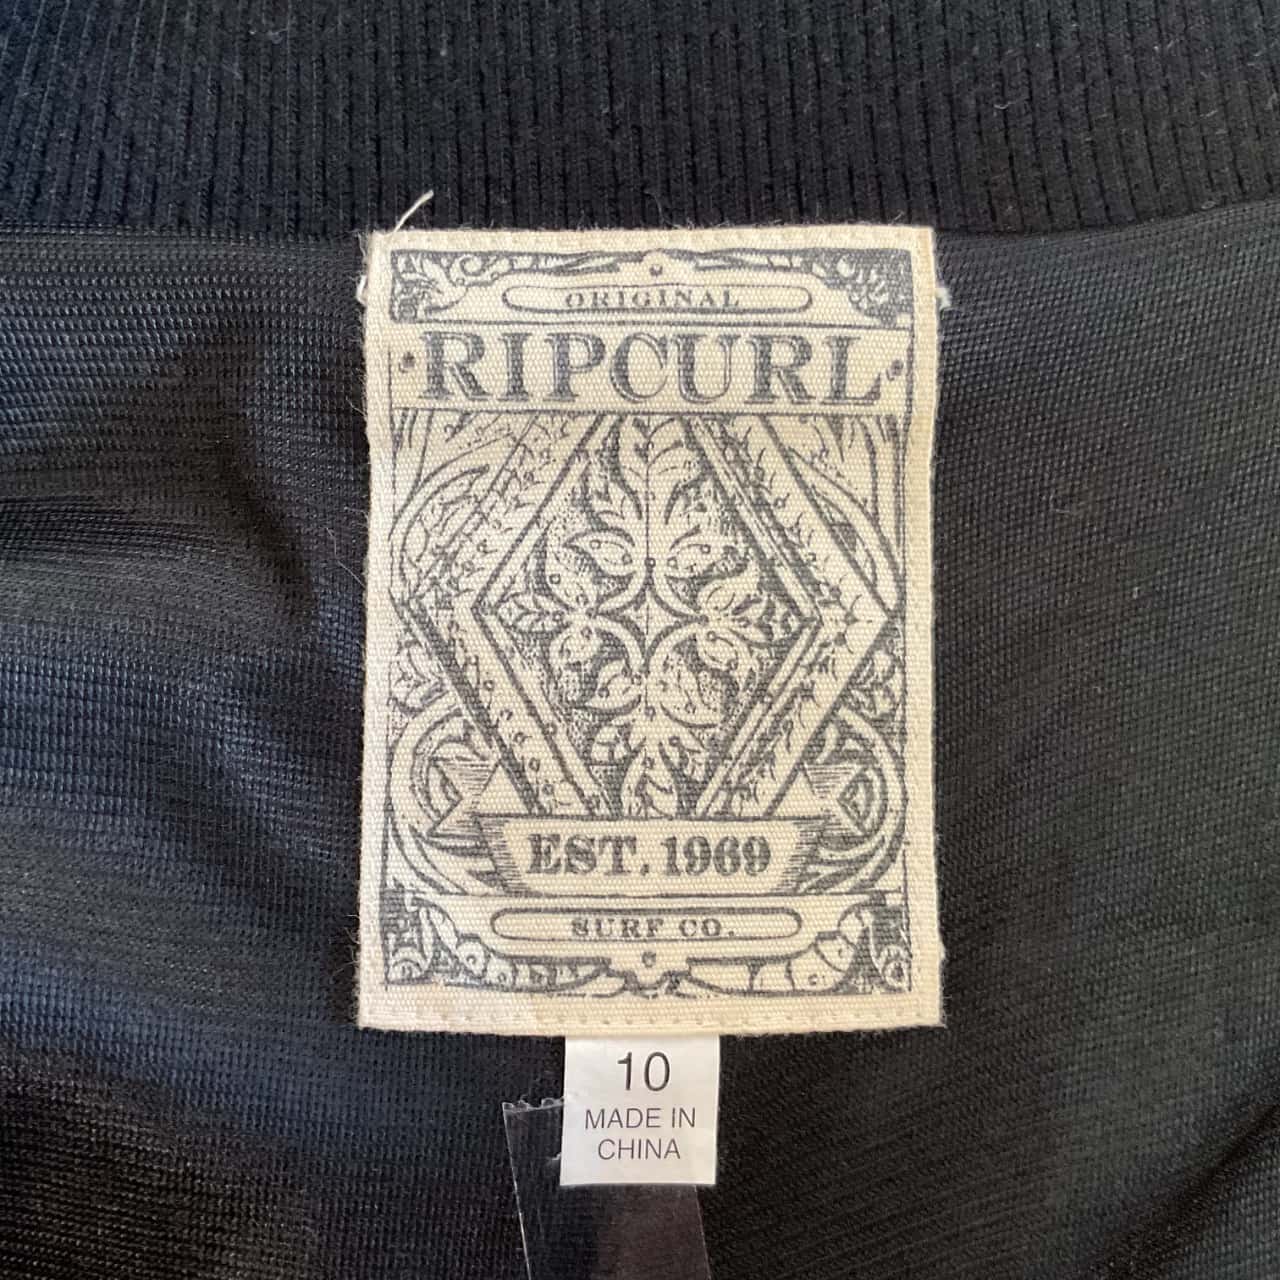 ORIGINAL
RIPCURL
EST. 1969
SURF CO.
10
MADE IN
CHINA